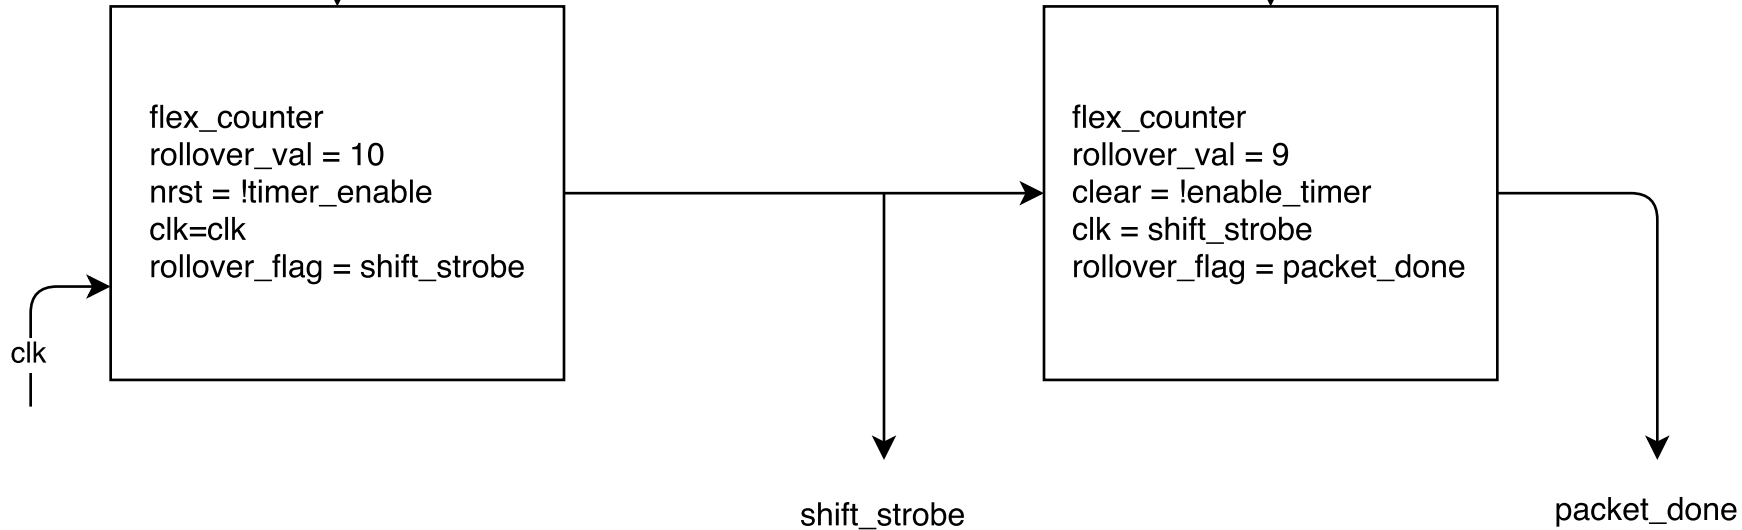 flex_counter
rollover_val = 10
nrst = !timer_enable
clk=clk
rollover_flag = shift_strobe
flex_counter
rollover_val = 9
clear = !enable_timer
clk = shift_strobe
rollover_flag = packet_done
clk
shift_strobe
packet_done